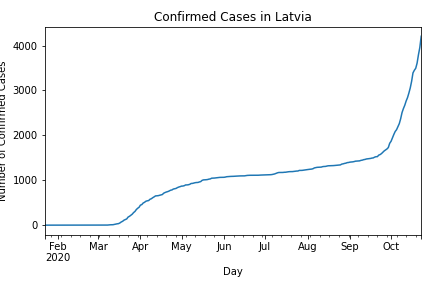 Confirmed Cases in Latvia
Number of Confirmed Cases
4000
3000
2000
1000
0
Feb Mar Apr May Jun Jul Aug Sep Oct
2020
Day